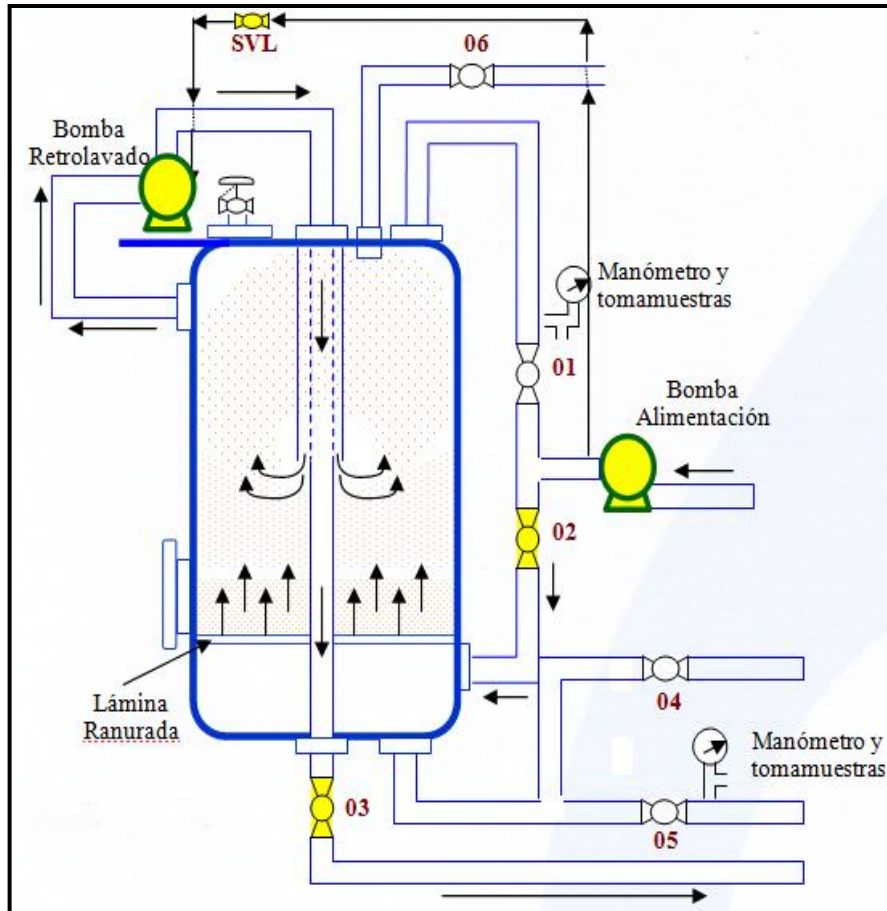 SVL
06
Bomba
Retrolavado
Manómetro y
tomamuestras
01
Bomba
Alimentación
02
Lámina
Ranurada
04
Manómetro y
tomamuestras
03
05